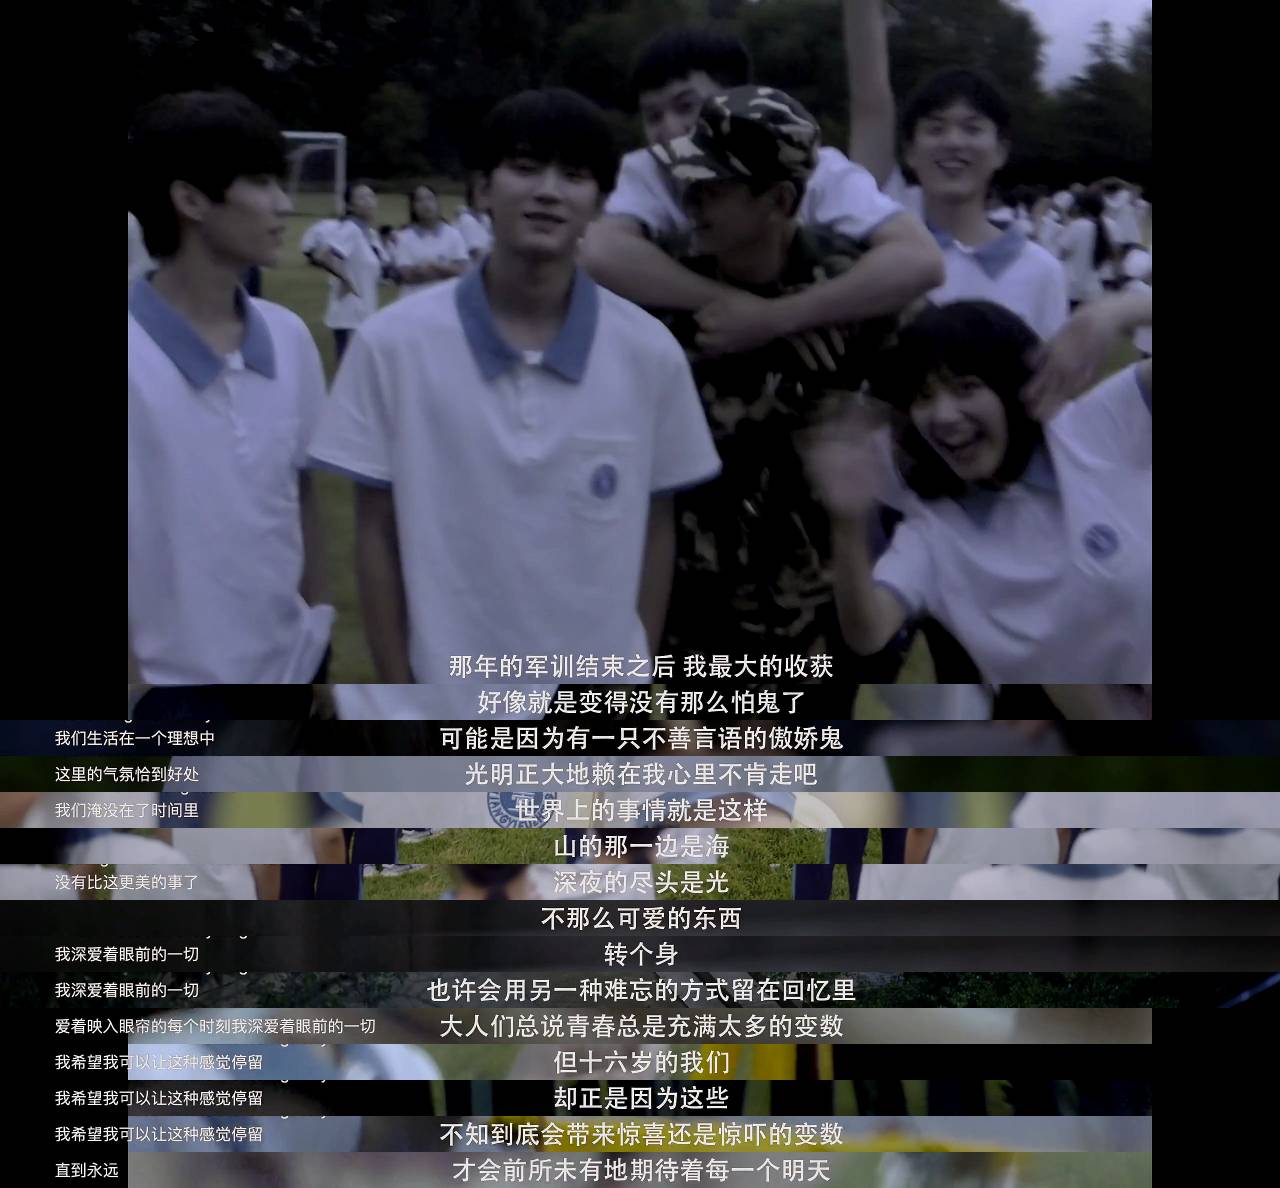 那年的军训结束之后 我最大的收获
好像就是变得没有那么怕鬼了
我们生活在一个理想中
可能是因为有一只不善言语的傲娇鬼
这里的气氛恰到好处
光明正大地赖在我心里不肯走吧
我们淹没在了时间里
世界上的事情就是这样
山的那一边是海
没有比这更美的事了
深夜的尽头是光
不那么可爱的东西
我深爱着眼前的一切
转个身
我深爱着眼前的一切
也许会用另一种难忘的方式留在回忆里
爱着映入眼帘的每个时刻我深爱着眼前的一切
大人们总说青春总是充满太多的变数
我希望我可以让这种感觉停留
但十六岁的我们
我希望我可以让这种感觉停留
却正是因为这些
我希望我可以让这种感觉停留
不知到底会带来惊喜还是惊吓的变数
直到永远
才会前所未有地期待着每一个明天